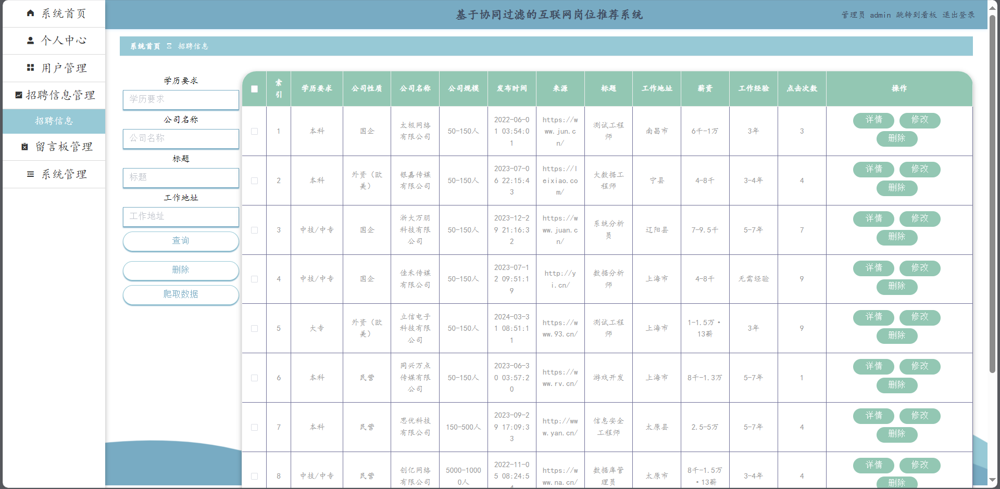 系统首页
个人中心
用户管理
招聘信息管理
招聘信息
留言板管理
系统管理
基于协同过滤的互联网岗位推荐系统
管理员 admin 跳转到看板 退出登录
系统首页 Ξ 招聘信息
学历要求
学历要求
公司名称
公司名称
标题
标题
工作地址
工作地址
查询
删除
爬取数据
索引 学历要求 公司性质 公司名称 公司规模 发布时间 来源 标题 工作地址 薪资 工作经验 点击次数 操作
1 本科 国企 太极网络有限公司 50-150人 2022-06-01 03:54:01 https://www.jun.cn/ 测试工程师 南昌市 6千-1万 3年 3 详情 修改 删除
2 本科 外资（欧美） 银嘉传媒有限公司 50-150人 2023-07-06 22:15:43 https://leixiao.com/ 大数据工程师 宁县 4-8千 3-4年 4 详情 修改 删除
3 中技/中专 国企 浙大万朋科技有限公司 50-150人 2023-12-29 21:16:32 https://www.juan.cn/ 系统分析员 辽阳县 7-9.5千 5-7年 7 详情 修改 删除
4 中技/中专 国企 佳禾传媒有限公司 50-150人 2023-07-12 09:51:19 http://yi.cn/ 数据分析师 上海市 4-8千 无需经验 9 详情 修改 删除
5 大专 外资（欧美） 立信电子科技有限公司 50-150人 2024-03-31 08:51:11 https://www.93.cn/ 测试工程师 上海市 1-1.5万·13薪 3年 9 详情 修改 删除
6 本科 民营 同兴万点传媒有限公司 50-150人 2023-06-30 03:57:20 https://www.rv.cn/ 游戏开发 上海市 8千-1.3万 5-7年 1 详情 修改 删除
7 本科 民营 思优科技有限公司 150-500人 2023-09-29 17:09:33 http://www.yan.cn/ 信息安全工程师 太原县 2.5-5万 5-7年 4 详情 修改 删除
8 中技/中专 民营 创亿网络有限公司 5000-10000人 2022-11-05 08:24:54 https://www.na.cn/ 数据库管理员 太原市 8千-1.5万·13薪 3-4年 4 详情 修改 删除